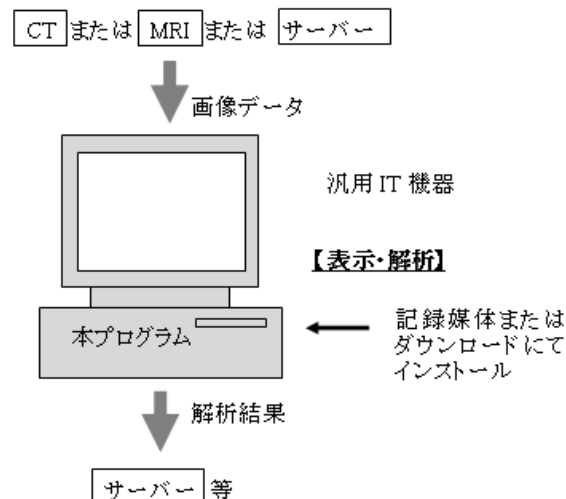 CT または MRI または サーバー
画像データ
汎用 IT 機器
【表示・解析】
本プログラム
記録媒体または
ダウンロードにて
インストール
解析結果
サーバー 等